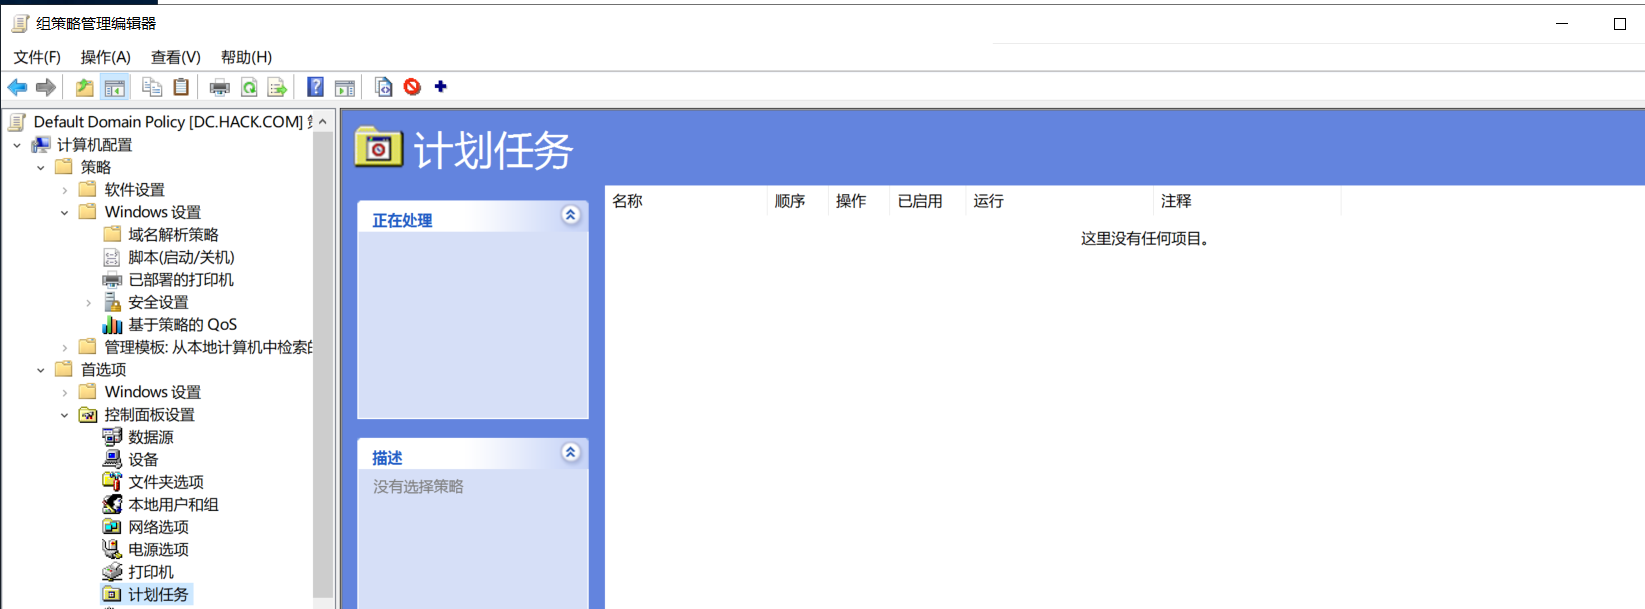 组策略管理编辑器
文件(F) 操作(A) 查看(V) 帮助(H)
Default Domain Policy [DC.HACK.COM]
计算机配置
策略
软件设置
Windows 设置
域名解析策略
脚本(启动/关机)
已部署的打印机
安全设置
基于策略的 QoS
管理模板: 从本地计算机中检索
首选项
Windows 设置
控制面板设置
数据源
设备
文件夹选项
本地用户和组
网络选项
电源选项
打印机
计划任务
计划任务
正在处理
描述
没有选择策略
名称 顺序 操作 已启用 运行 注释
这里没有任何项目。